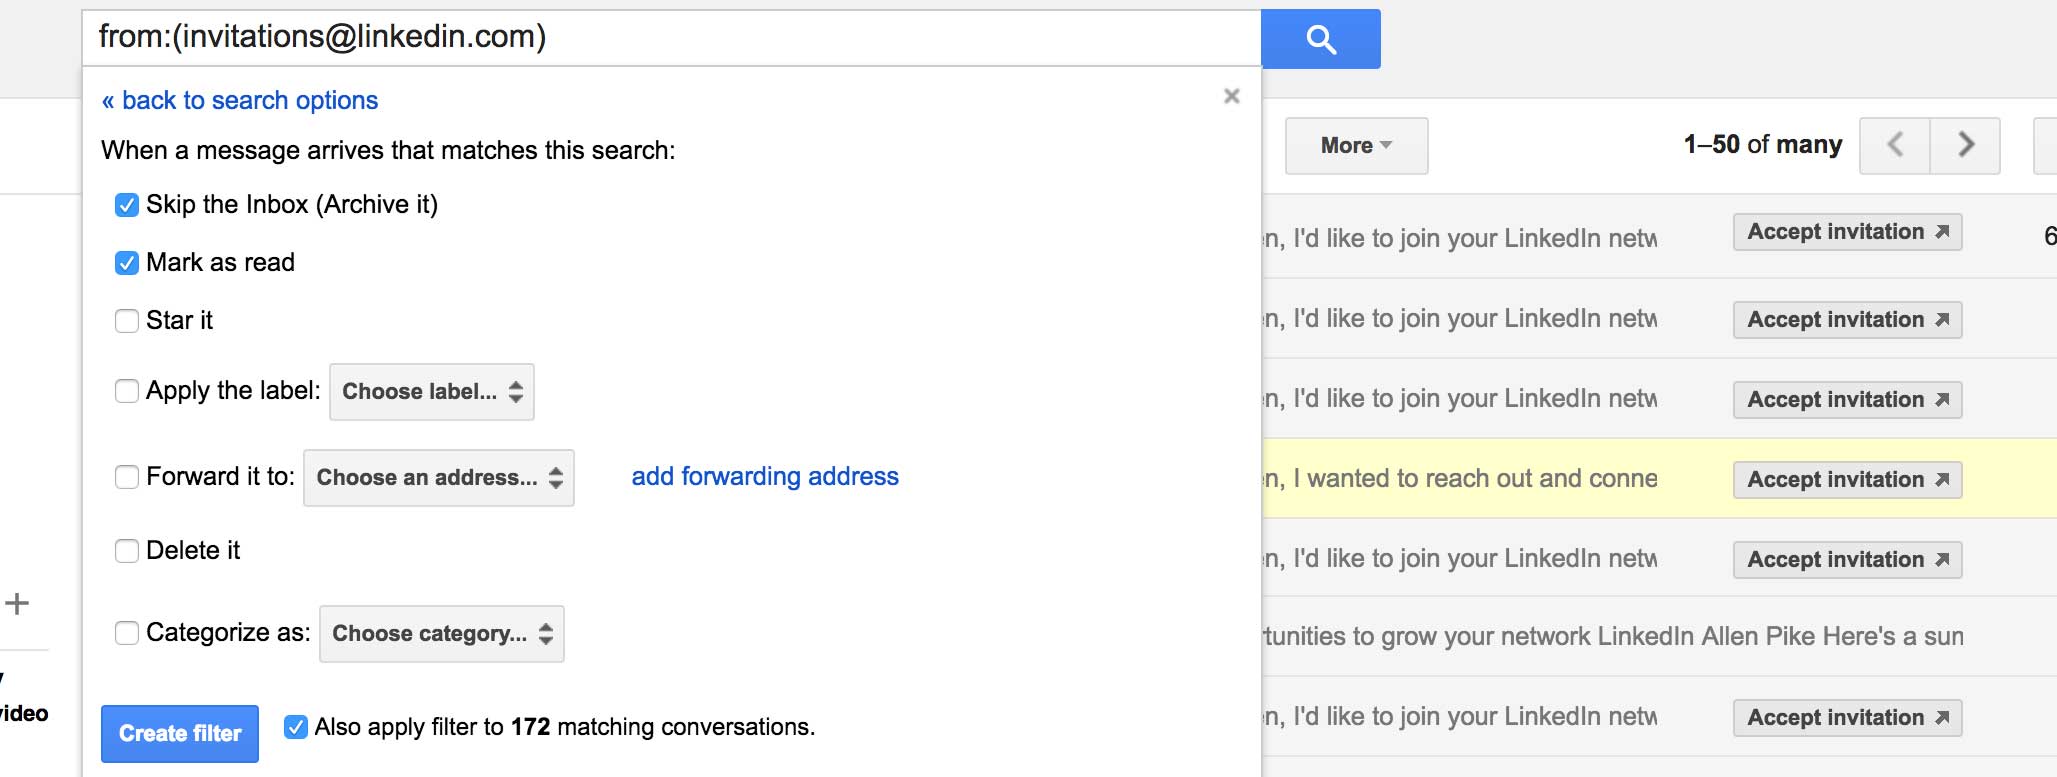 from:(invitations@linkedin.com)
« back to search options
×
When a message arrives that matches this search:
Skip the Inbox (Archive it)
Mark as read
Star it
Apply the label: Choose label...
Forward it to: Choose an address... add forwarding address
Delete it
Categorize as: Choose category...
Create filter Also apply filter to 172 matching conversations.
More 1–50 of many
n, I'd like to join your LinkedIn netw Accept invitation 6
n, I'd like to join your LinkedIn netw Accept invitation
n, I'd like to join your LinkedIn netw Accept invitation
n, I wanted to reach out and conne Accept invitation
n, I'd like to join your LinkedIn netw Accept invitation
rtunities to grow your network LinkedIn Allen Pike Here's a sun
n, I'd like to join your LinkedIn netw Accept invitation
+
video